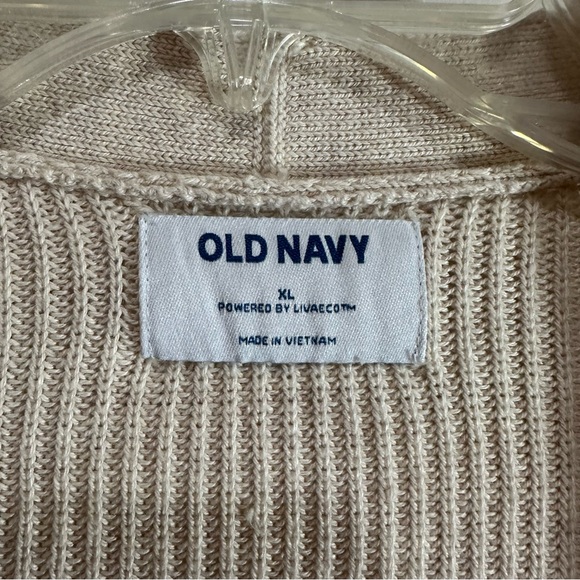 OLD NAVY
XL
POWERED BY LIVAECO™
MADE IN VIETNAM